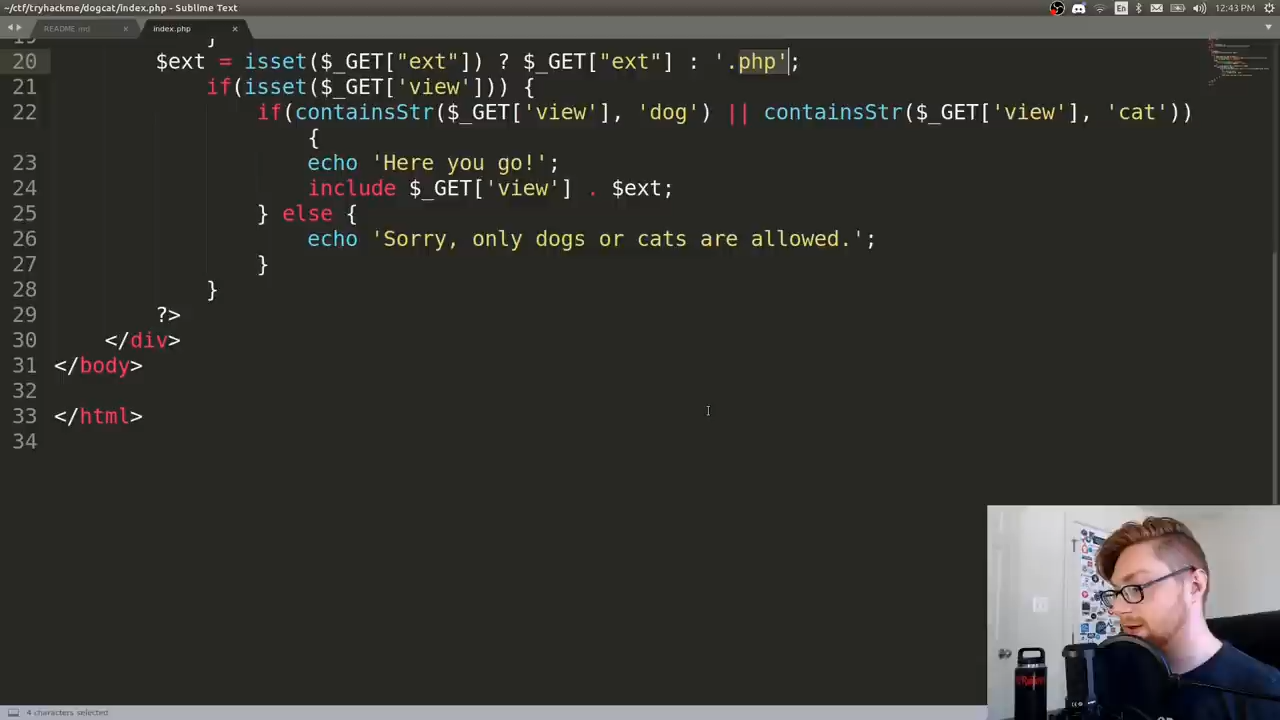 ~/ctf/tryhackme/dogcat/index.php - Sublime Text
En
12:43 PM
README.md
index.php
20 $ext = isset($_GET["ext"]) ? $_GET["ext"] : '.php';
21 if(isset($_GET['view'])) {
22 if(containsStr($_GET['view'], 'dog') || containsStr($_GET['view'], 'cat'))
{
23 echo 'Here you go!';
24 include $_GET['view'] . $ext;
25 } else {
26 echo 'Sorry, only dogs or cats are allowed.';
27 }
28 }
29 ?>
30 </div>
31 </body>
32
33 </html>
34
4 characters selected